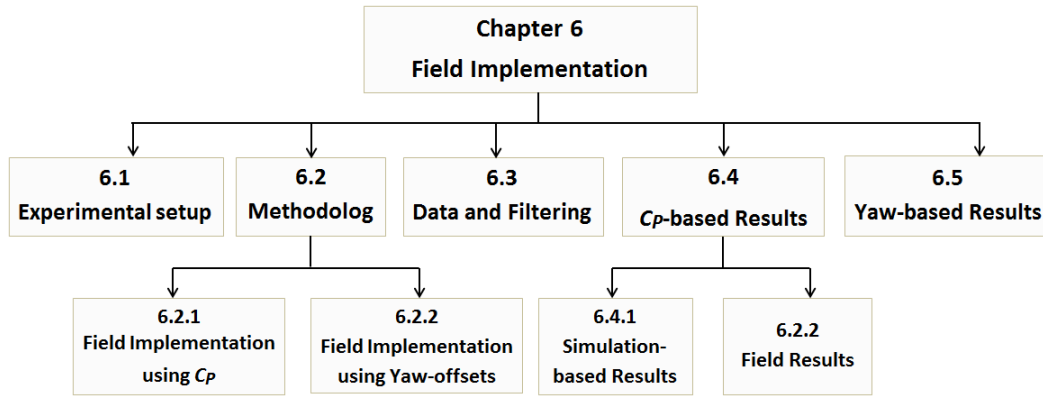 Chapter 6
Field Implementation
6.1
Experimental setup
6.2
Methodolog
6.3
Data and Filtering
6.4
CP-based Results
6.5
Yaw-based Results
6.2.1
Field Implementation
using CP
6.2.2
Field Implementation
using Yaw-offsets
6.4.1
Simulation-
based Results
6.2.2
Field Results